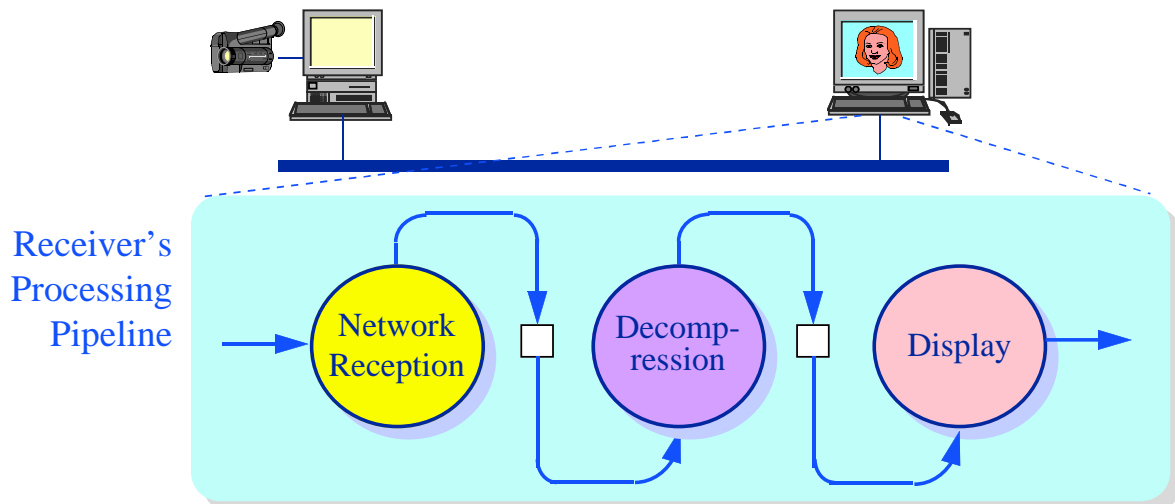 Receiver's
Processing
Pipeline
Network
Reception
Decomp-
ression
Display